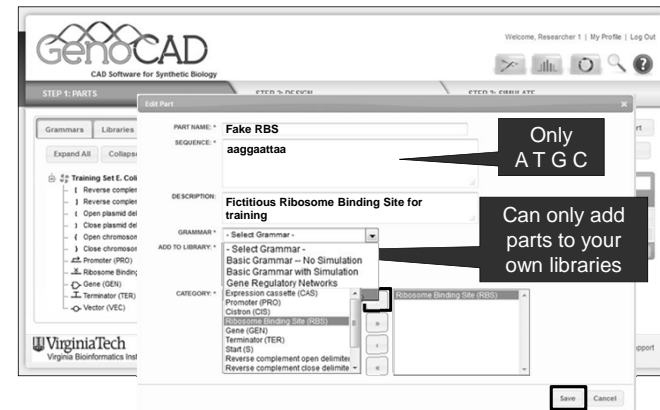 Welcome, Researcher 1 | My Profile | Log Out
GenoCAD
CAD Software for Synthetic Biology
STEP 1: PARTS
STEP 2: DESIGN
STEP 3: SIMULATE
Edit Part
x
Grammars
Libraries
Expand All
Training Set E. Coli
[ Reverse complem
] Reverse complem
{ Open plasmid del
} Close plasmid del
( Open chromosom
) Close chromosom
Promoter (PRO)
Ribosome Binding
Gene (GEN)
Terminator (TER)
Vector (VEC)
PART NAME: *
Fake RBS
SEQUENCE: *
aaggaattaa
Only
A T G C
DESCRIPTION:
Fictitious Ribosome Binding Site for
training
GRAMMAR *
- Select Grammar -
ADD TO LIBRARY: *
- Select Grammar -
Basic Grammar -- No Simulation
Basic Grammar with Simulation
Gene Regulatory Networks
Can only add
parts to your
own libraries
CATEGORY: *
Expression cassette (CAS)
Promoter (PRO)
Cistron (CIS)
Ribosome Binding Site (RBS)
Gene (GEN)
Terminator (TER)
Start (S)
Reverse complement open delimiter
Reverse complement close delimite
Ribosome Binding Site (RBS)
»
‹
«
VirginiaTech
Virginia Bioinformatics Inst
pport
Save
Cancel